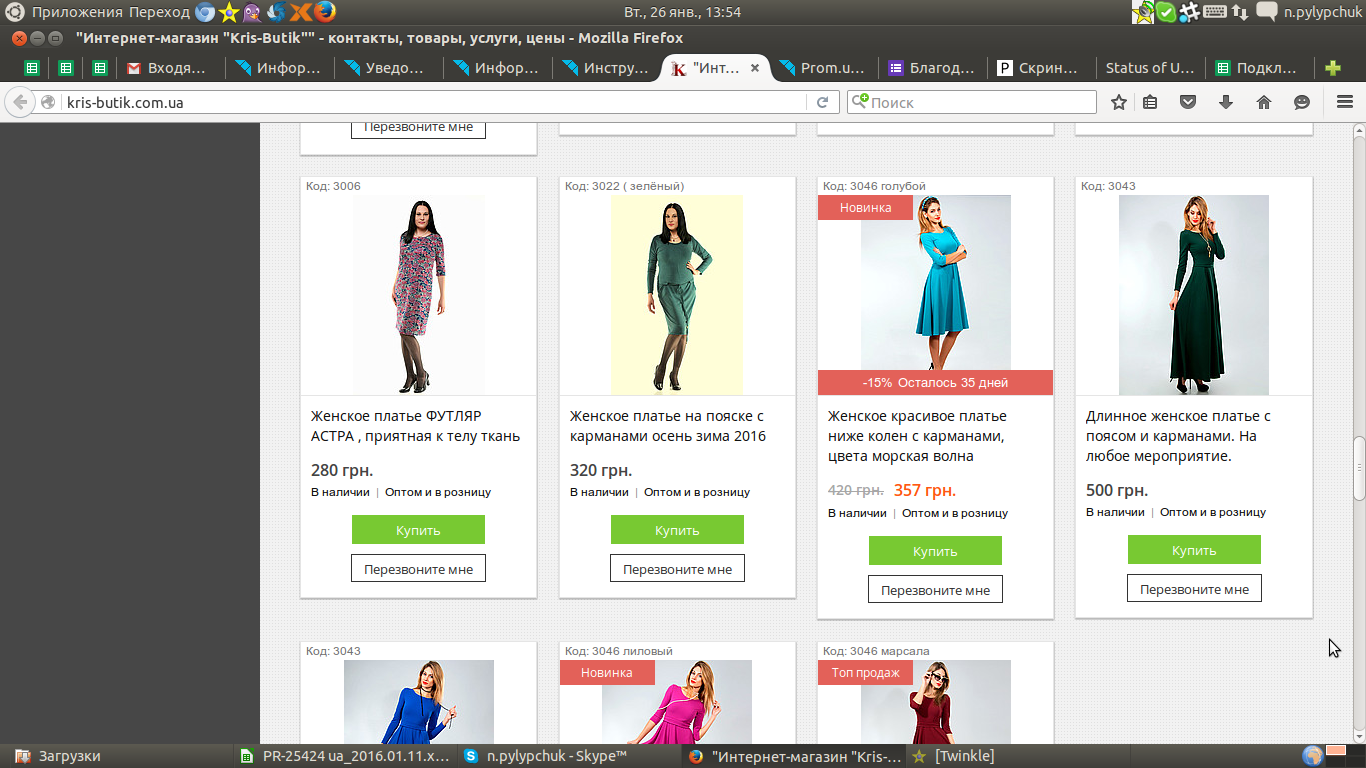 Приложения Переход
Вт., 26 янв., 13:54
n.pylypchuk
"Интернет-магазин "Kris-Butik"" - контакты, товары, услуги, цены - Mozilla Firefox
Входя...
Инфор...
Уведо...
Инфор...
Инстру...
"Инт...
Prom.u...
Благод...
Скрин...
Status of U...
Подкл...
kris-butik.com.ua
Поиск
Перезвоните мне
Код: 3006
Код: 3022 ( зелёный)
Код: 3046 голубой
Код: 3043
Новинка
-15% Осталось 35 дней
Женское платье ФУТЛЯР
АСТРА , приятная к телу ткань
280 грн.
В наличии | Оптом и в розницу
Купить
Перезвоните мне
Женское платье на пояске с
карманами осень зима 2016
320 грн.
В наличии | Оптом и в розницу
Купить
Перезвоните мне
Женское красивое платье
ниже колен с карманами,
цвета морская волна
420 грн. 357 грн.
В наличии | Оптом и в розницу
Купить
Перезвоните мне
Длинное женское платье с
поясом и карманами. На
любое мероприятие.
500 грн.
В наличии | Оптом и в розницу
Купить
Перезвоните мне
Код: 3043
Код: 3046 лиловый
Новинка
Код: 3046 марсала
Топ продаж
Загрузки
PR-25424 ua_2016.01.11.x...
n.pylypchuk - Skype™
"Интернет-магазин "Kris-...
[Twinkle]